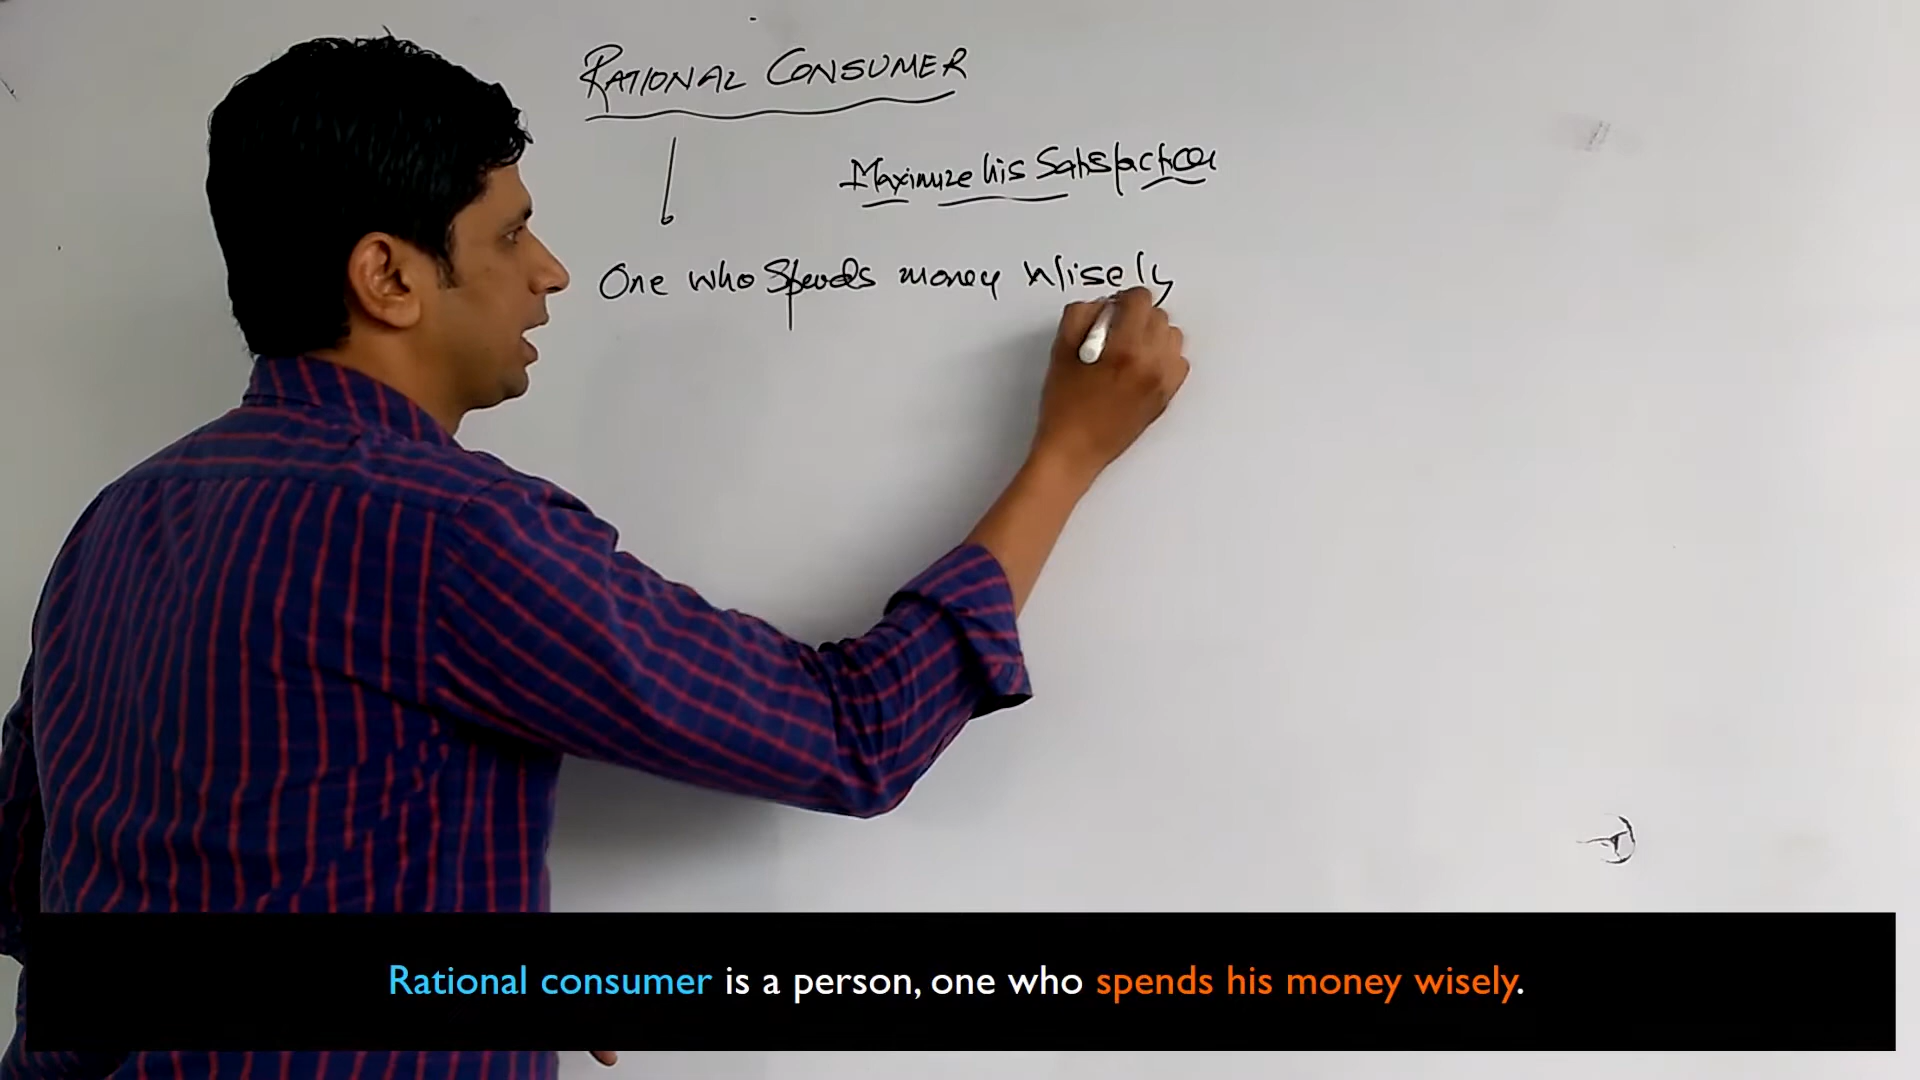 RATIONAL CONSUMER
Maximize his Satisfaction
One who Spends money Wisely
Rational consumer is a person, one who spends his money wisely.